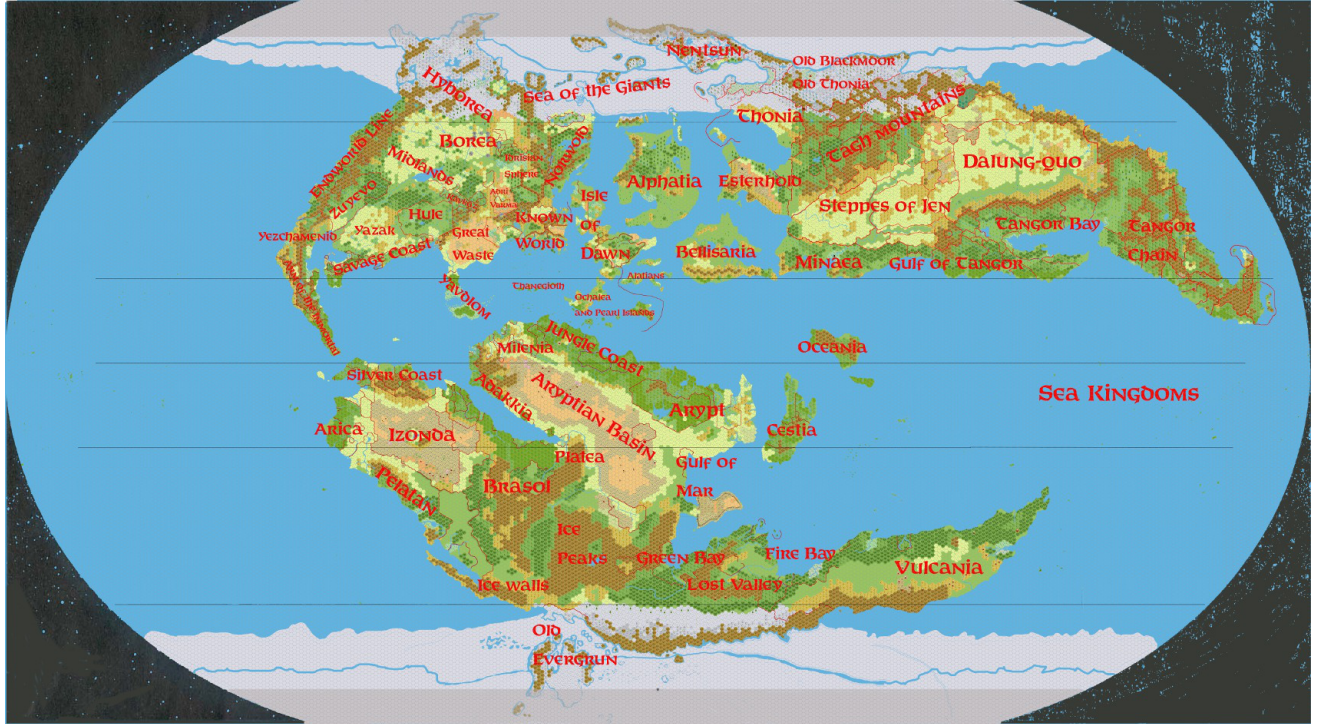 Nentsun
Old Blackmoor
Hyborea
Sea of the Giants
Old Thonia
Thonia
Tagh Mountains
Endworld Line
Borea
Norwold
Midlands
Sphere
Dalung-Quo
Alphatia
Esterhold
Zuyevo
Adri
Varma
Isle
of
Dawn
Hule
Steppes of Jen
Yazak
Great
Waste
Known
World
Tangor Bay
Tangor
Chain
Yezchamenid
Savage Coast
Bellisaria
Minaea
Gulf of Tangor
Yavdlom
Thanegioth
Alatians
Ochalea
and Pearl Islands
Milenia
Jungle Coast
Oceania
Silver Coast
Adakkia
Aryptian Basin
Arypt
Sea Kingdoms
Arica
Izonda
Cestia
Platea
Gulf of
Mar
Pelatan
Brasol
Ice
Peaks
Green Bay
Fire Bay
Ice walls
Lost Valley
Vulcania
Old
Evergrun